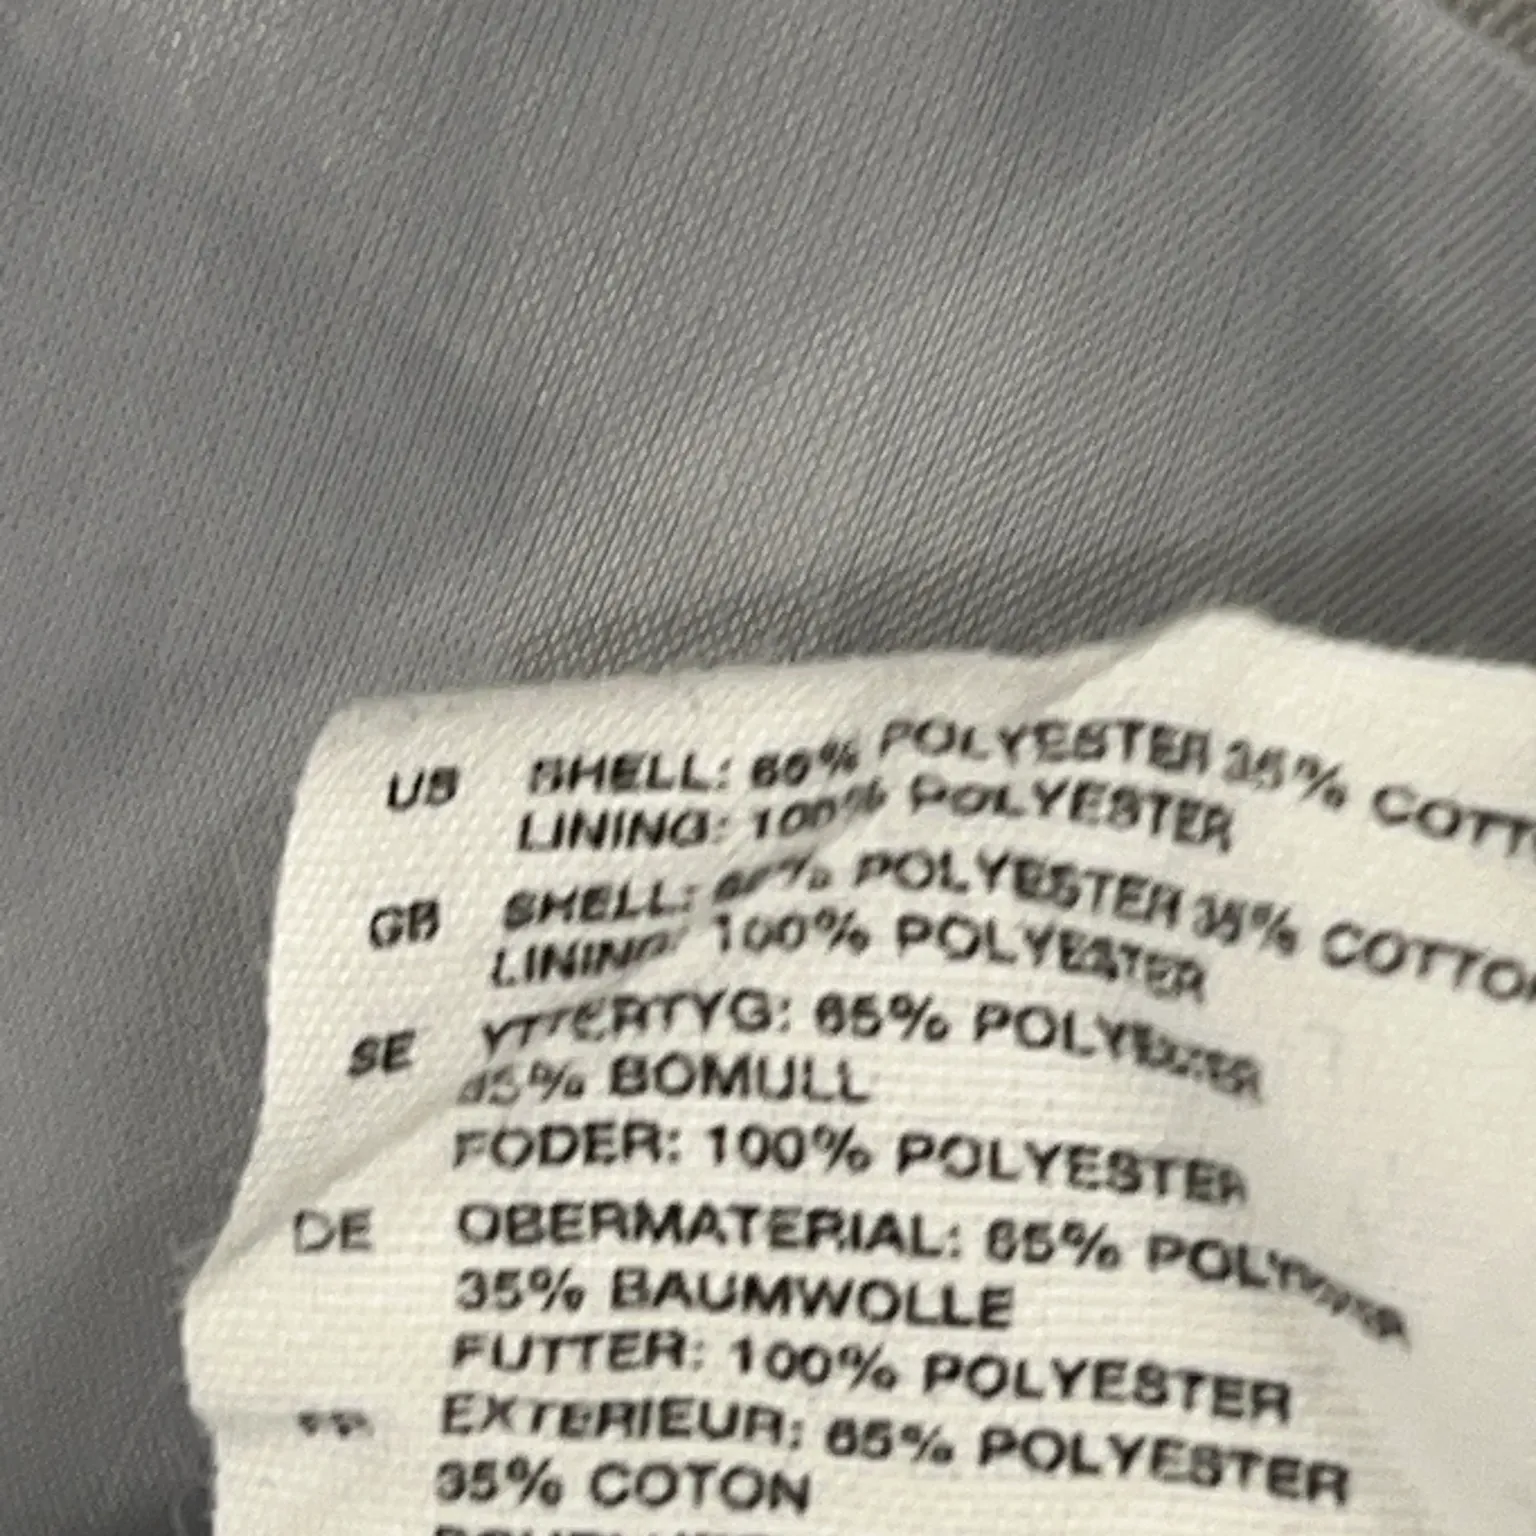 US SHELL: 65% POLYESTER 35% COTT
LINING: 100% POLYESTER
GB SHELL: 65% POLYESTER 35% COTTO
LINING: 100% POLYESTER
SE YTTERTYG: 65% POLYESTER
35% BOMULL
FODER: 100% POLYESTER
DE OBERMATERIAL: 65% POLYESTER
35% BAUMWOLLE
FUTTER: 100% POLYESTER
FR EXTERIEUR: 65% POLYESTER
35% COTON